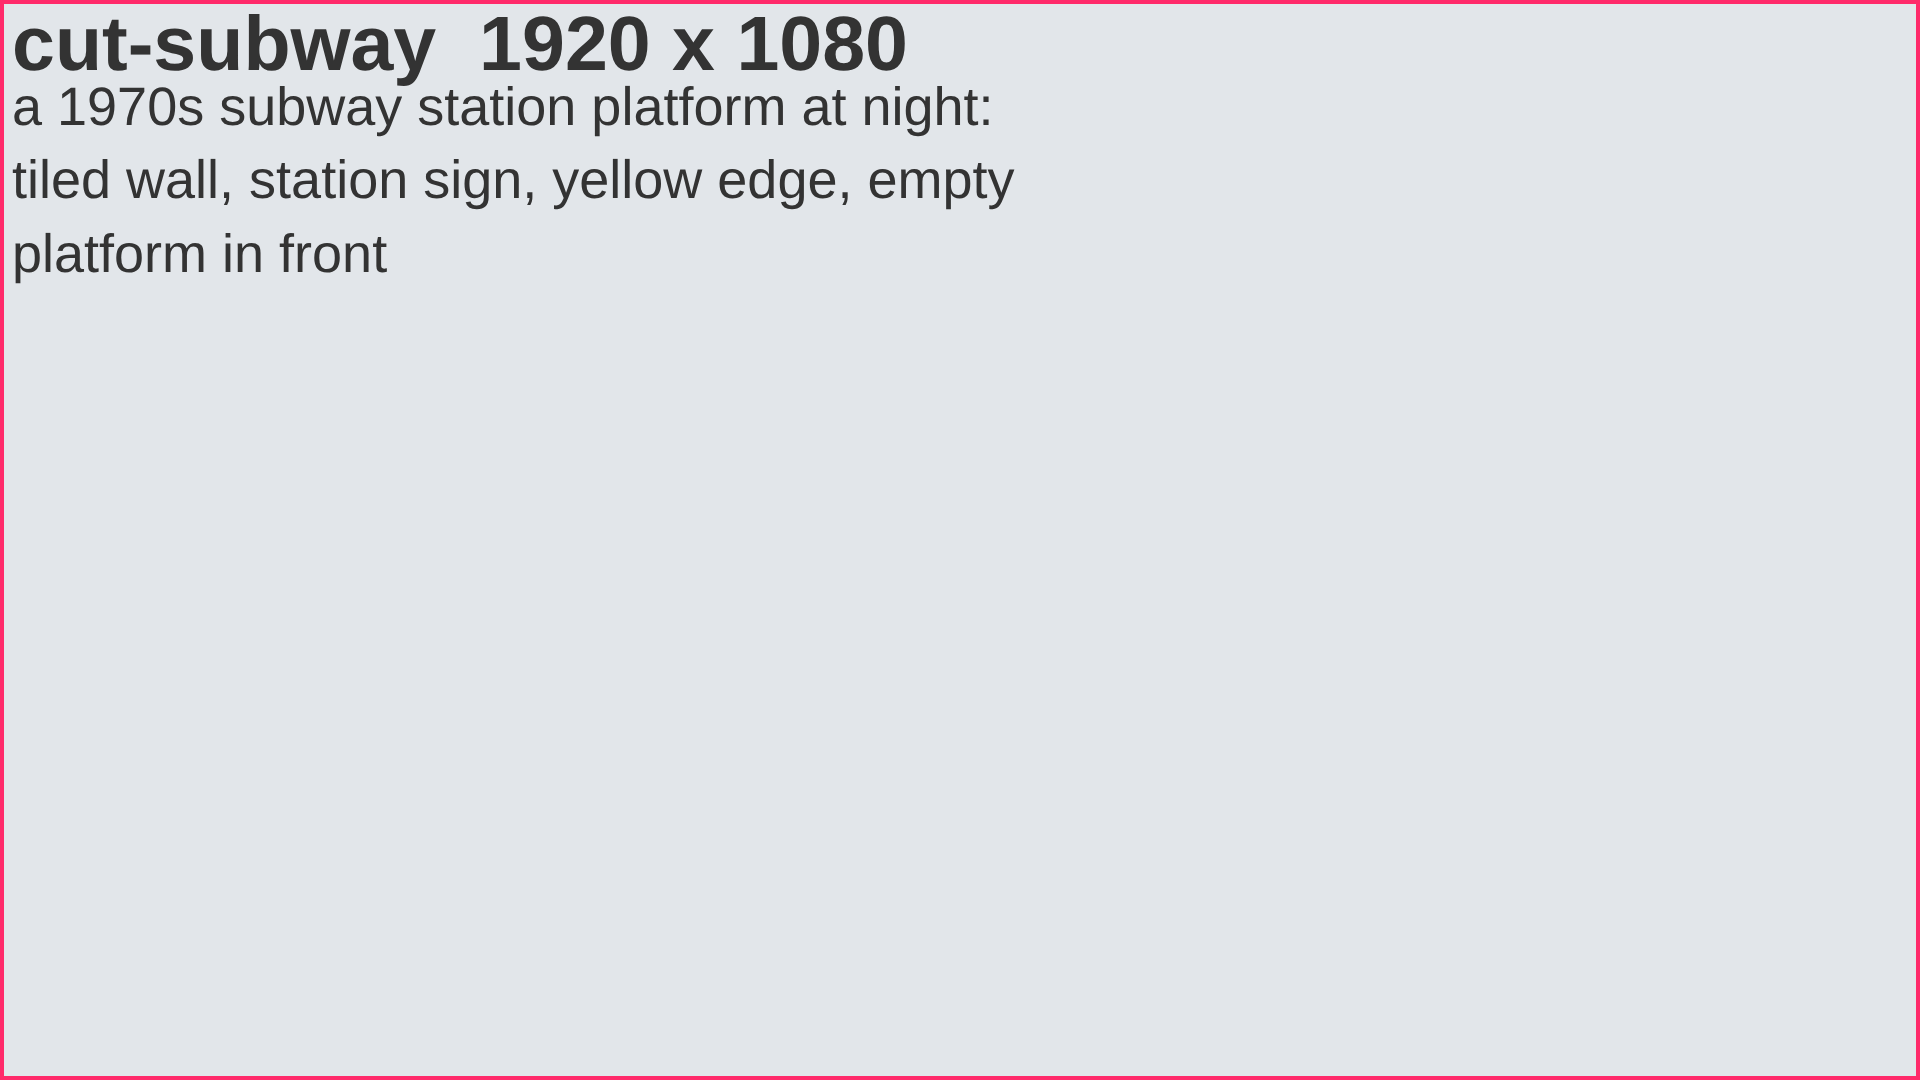 cut-subway  1920 x 1080
a 1970s subway station platform at night:
tiled wall, station sign, yellow edge, empty
platform in front